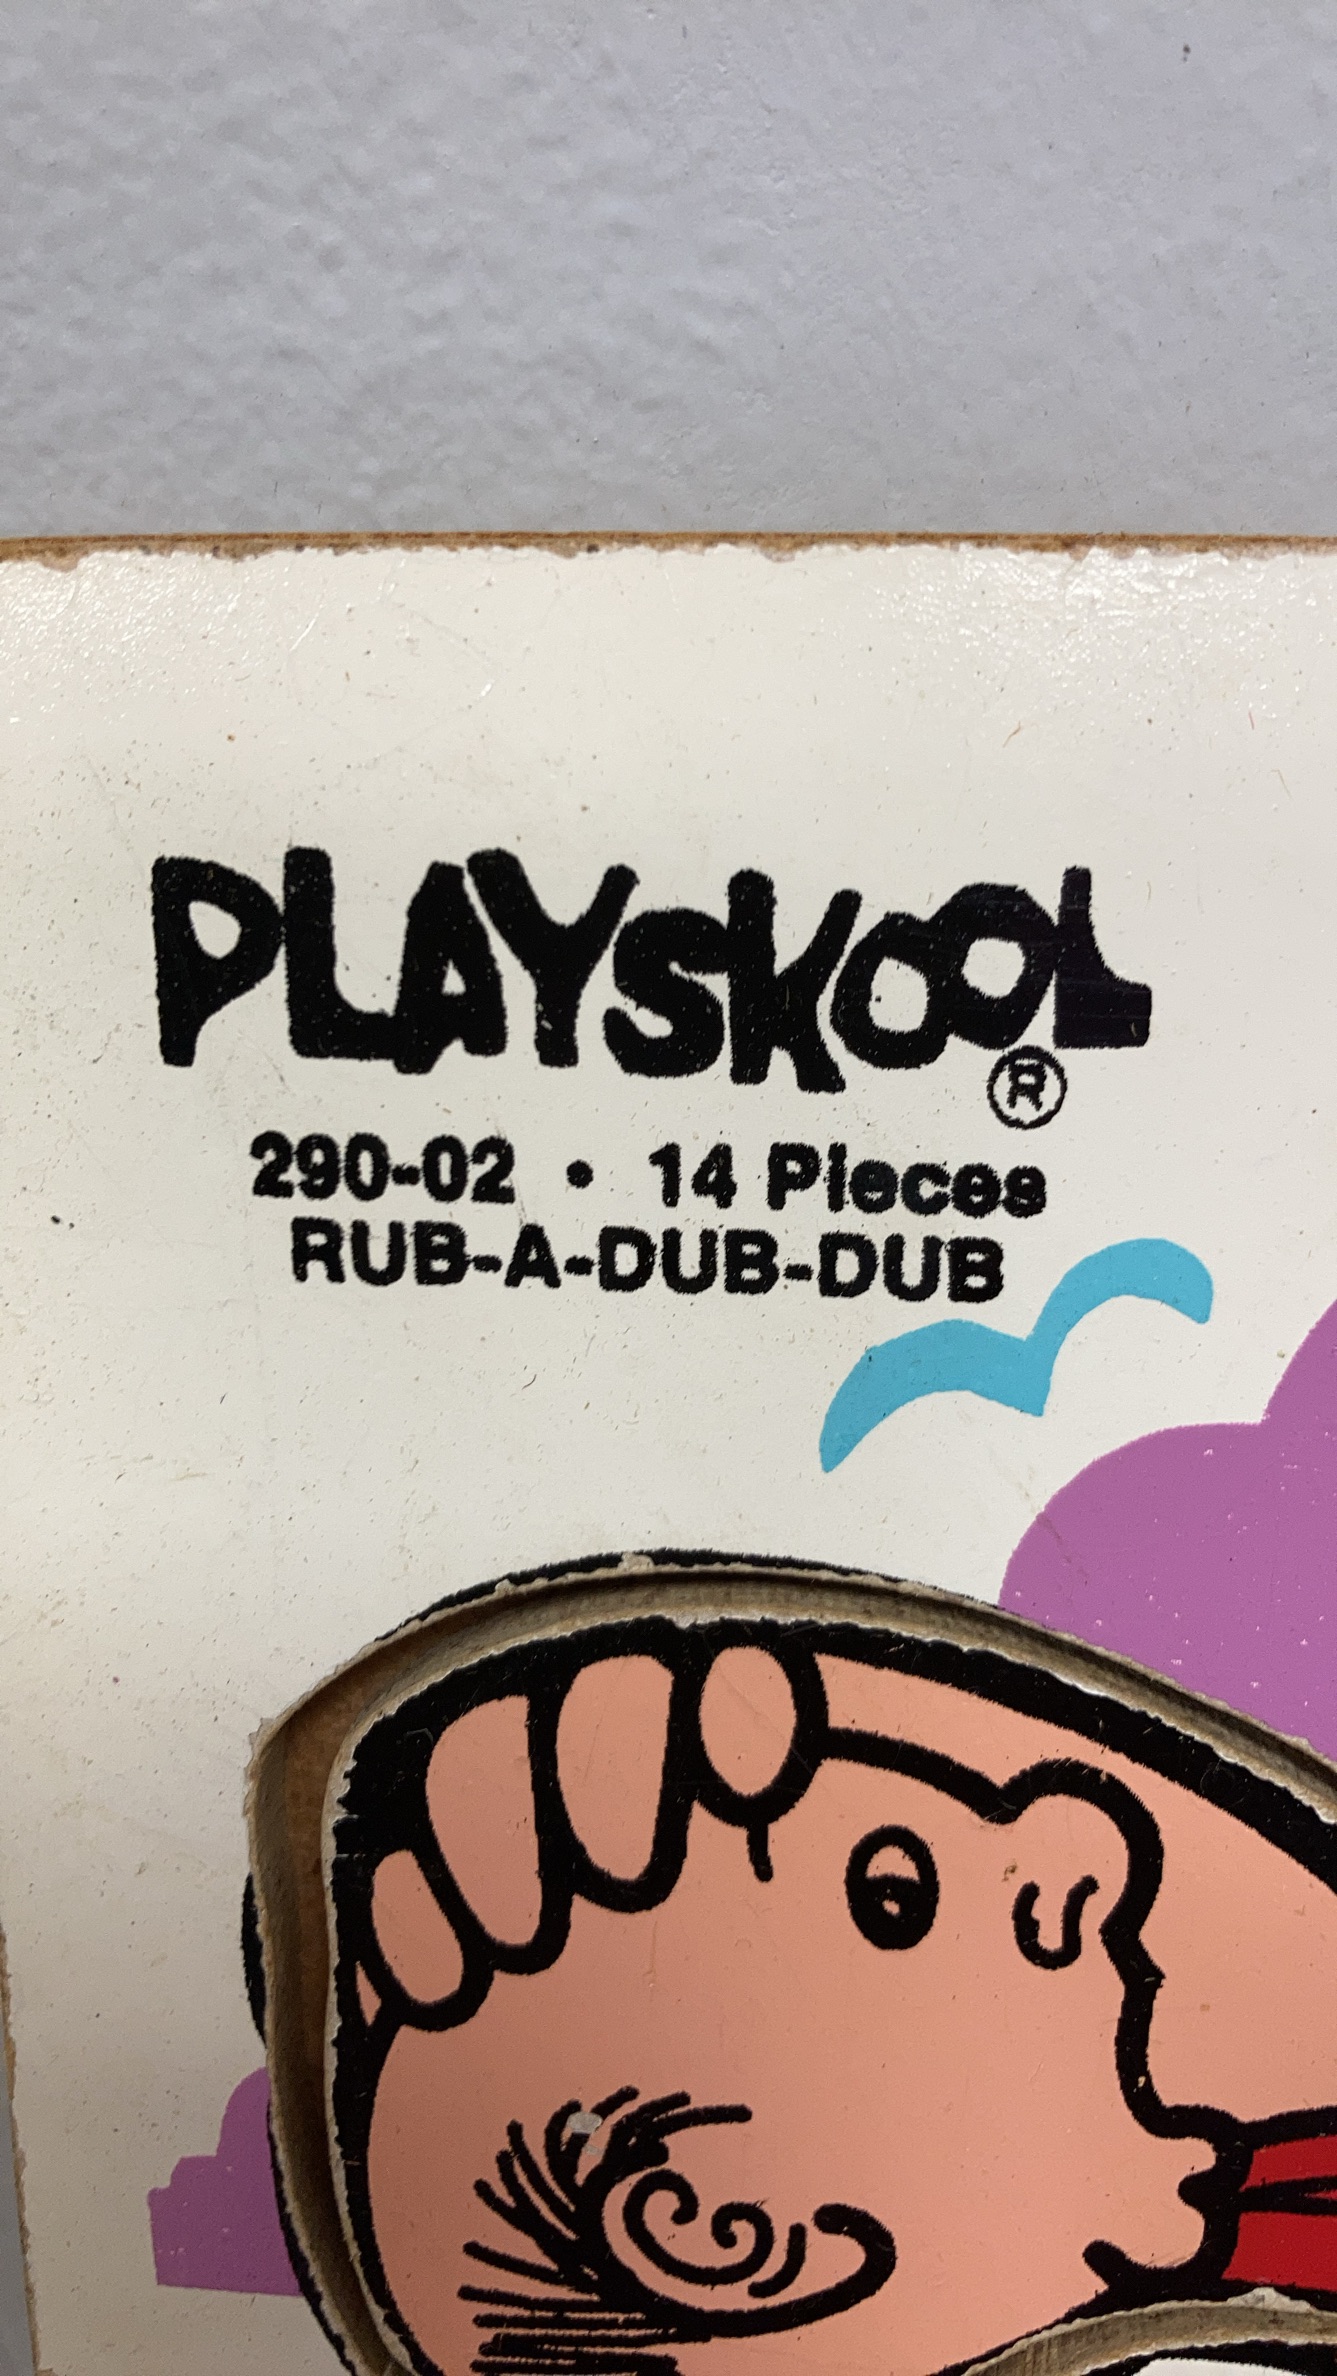 PLAYSKOOL®
290-02 • 14 Pieces
RUB-A-DUB-DUB